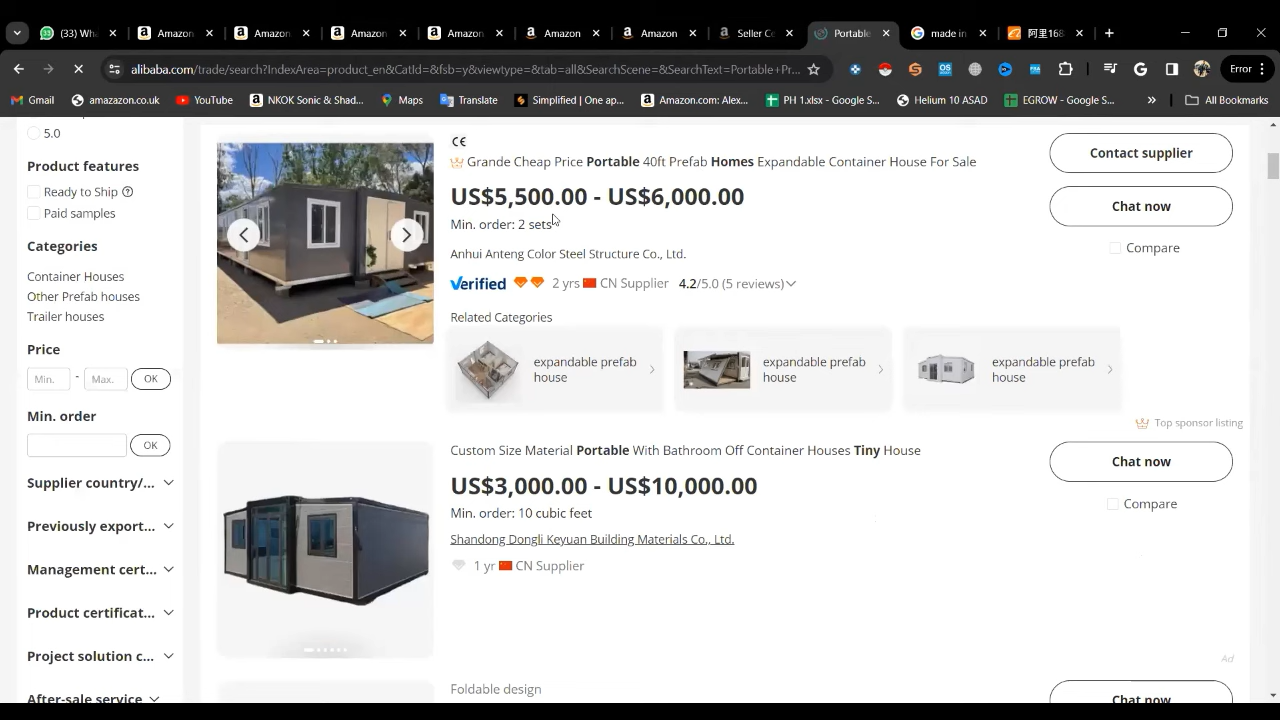 (33) Wha
Amazon
Amazon
Amazon
Amazon
Amazon
Amazon
Seller Ce
Portable
made in
阿里168
alibaba.com/trade/search?IndexArea=product_en&CatId=&fsb=y&viewtype=&tab=all&SearchScene=&SearchText=Portable+Pr...
Error
Gmail
amazazon.co.uk
YouTube
NKOK Sonic & Shad...
Maps
Translate
Simplified | One ap...
Amazon.com: Alex...
PH 1.xlsx - Google S...
Helium 10 ASAD
EGROW - Google S...
All Bookmarks
5.0
Product features
Ready to Ship
Paid samples
Categories
Container Houses
Other Prefab houses
Trailer houses
Price
Min. - Max. OK
Min. order
OK
Supplier country/...
Previously export...
Management cert...
Product certificat...
Project solution c...
After-sale service
CE
Grande Cheap Price Portable 40ft Prefab Homes Expandable Container House For Sale
US$5,500.00 - US$6,000.00
Min. order: 2 sets
Anhui Anteng Color Steel Structure Co., Ltd.
Verified 2 yrs CN Supplier 4.2/5.0 (5 reviews)
Contact supplier
Chat now
Compare
Related Categories
expandable prefab
house
expandable prefab
house
expandable prefab
house
Top sponsor listing
Custom Size Material Portable With Bathroom Off Container Houses Tiny House
US$3,000.00 - US$10,000.00
Min. order: 10 cubic feet
Shandong Dongli Keyuan Building Materials Co., Ltd.
1 yr CN Supplier
Chat now
Compare
Ad
Foldable design
Chat now